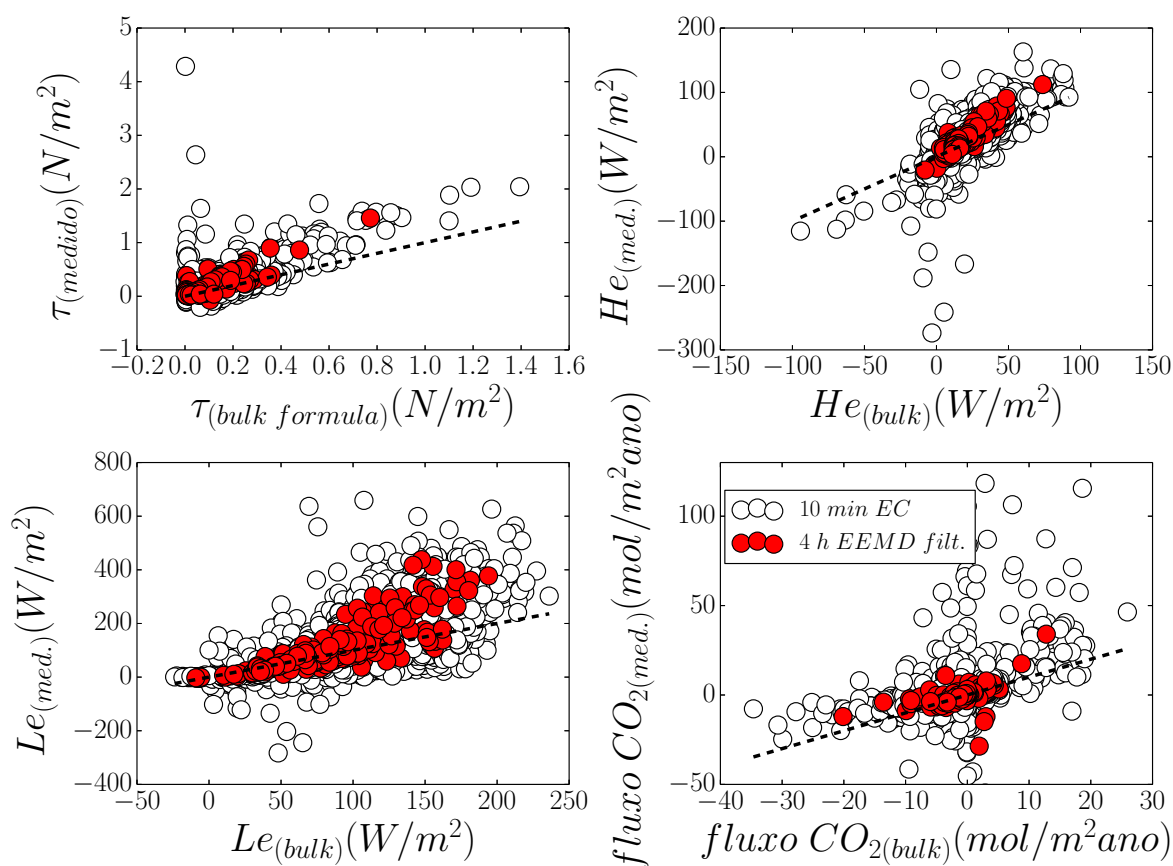 5
4
3
2
1
0
−1
τ(medido)(N/m²)
−0.2 0.0 0.2 0.4 0.6 0.8 1.0 1.2 1.4 1.6
τ(bulk formula)(N/m²)
200
100
0
−100
−200
−300
He(med.)(W/m²)
−100 −50 0 50 100 150
He(bulk)(W/m²)
800
600
400
200
0
−200
−400
Le(med.)(W/m²)
−50 0 50 100 150 200 250
Le(bulk)(W/m²)
100
50
0
−50
fluxo CO₂(med.)(mol/m²ano)
10 min EC
4 h EEMD filt.
−40 −30 −20 −10 0 10 20 30 40
fluxo CO₂(bulk)(mol/m²ano)